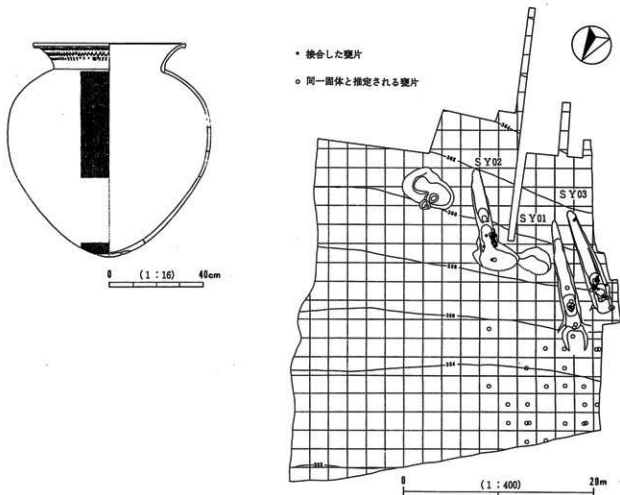 • 接合した甕片
○ 同一固体と推定される甕片
SY02
SY03
SY01
0 (1:16) 40cm
0 (1:400) 20m